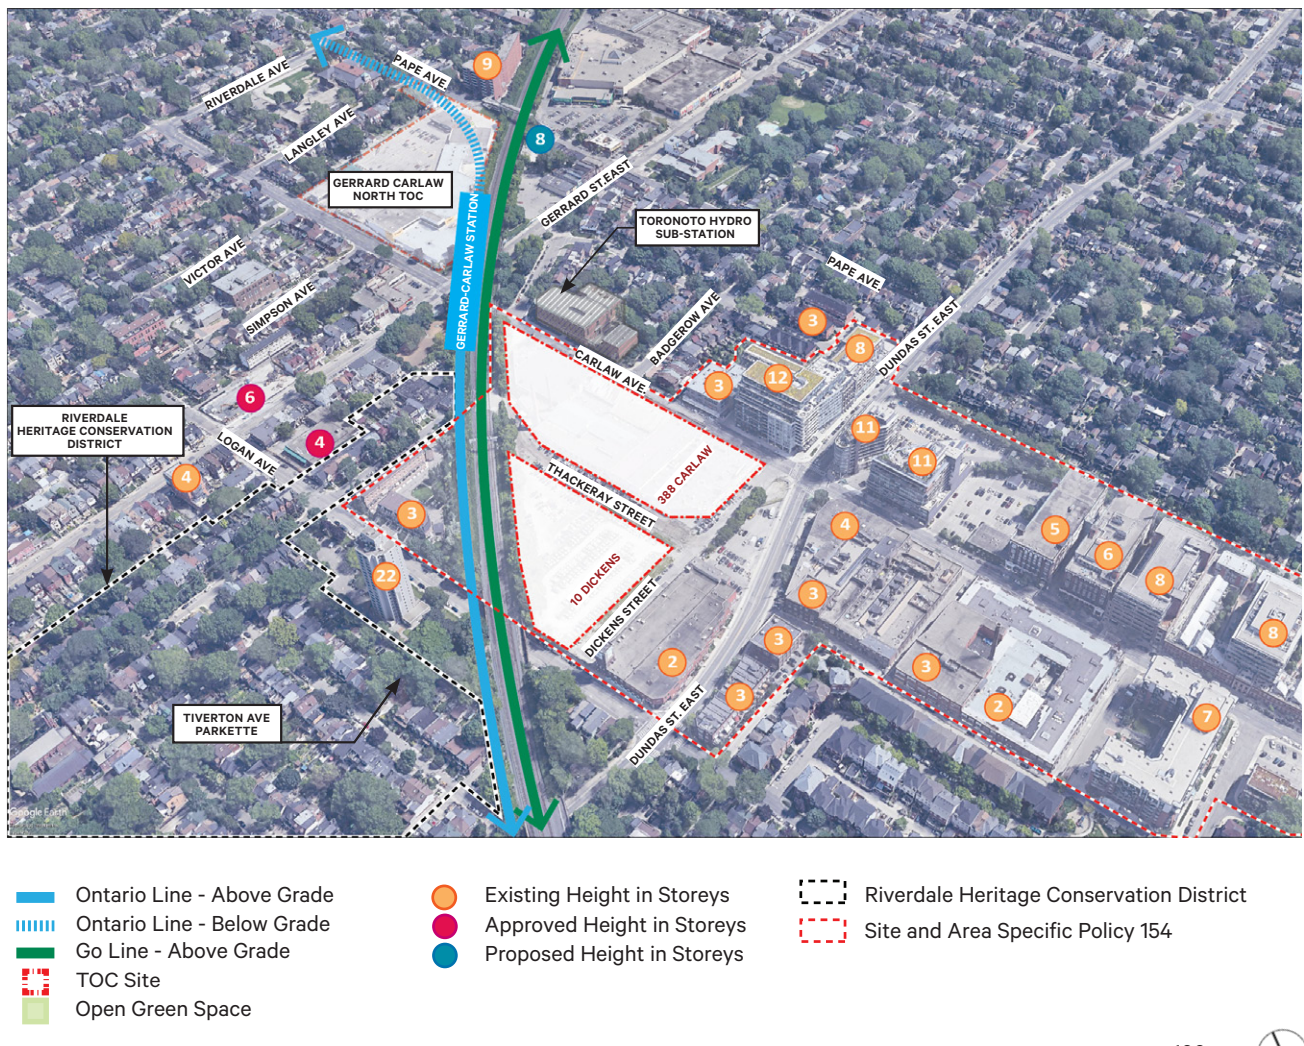 RIVERDALE AVE
PAPE AVE.
9
LANGLEY AVE
8
GERRARD CARLAW
NORTH TOC
GERRARD ST.EAST
GERRARD-CARLAW STATION
TORONOTO HYDRO
SUB-STATION
VICTOR AVE
SIMPSON AVE
PAPE AVE.
BADGEROW AVE
DUNDAS ST. EAST
CARLAW AVE.
3
8
12
3
6
RIVERDALE
HERITAGE CONSERVATION
DISTRICT
LOGAN AVE
4
4
11
11
388 CARLAW
THACKERAY STREET
3
4
5
6
8
22
10 DICKENS
DICKENS STREET
3
3
8
2
3
3
2
7
TIVERTON AVE
PARKETTE
DUNDAS ST. EAST
Google Earth
Ontario Line - Above Grade
Ontario Line - Below Grade
Go Line - Above Grade
TOC Site
Open Green Space
Existing Height in Storeys
Approved Height in Storeys
Proposed Height in Storeys
Riverdale Heritage Conservation District
Site and Area Specific Policy 154